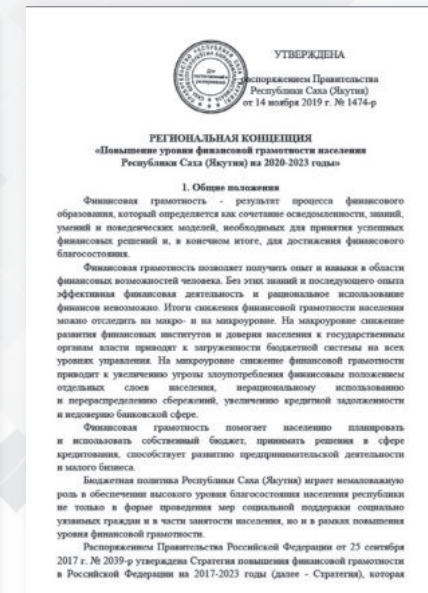 УТВЕРЖДЕНА
распоряжением Правительства
Республики Саха (Якутия)
от 14 ноября 2019 г. № 1474-р
РЕГИОНАЛЬНАЯ КОНЦЕПЦИЯ
«Повышение уровня финансовой грамотности населения
Республики Саха (Якутия) на 2020-2023 годы»
1. Общие положения
Финансовая грамотность - результат процесса финансового
образования, который определяется как сочетание осведомленности, знаний,
умений и поведенческих моделей, необходимых для принятия успешных
финансовых решений и, в конечном итоге, для достижения финансового
благосостояния.
Финансовая грамотность позволяет получить опыт и навыки в области
финансовых возможностей человека. Без этих знаний и последующего опыта
эффективная финансовая деятельность и рациональное использование
финансов невозможно. Итоги снижения финансовой грамотности населения
можно отследить на макро- и на микроуровне. На макроуровне снижение
развития финансовых институтов и доверия населения к государственным
органам власти приводят к загруженности бюджетной системы на всех
уровнях управления. На микроуровне снижение финансовой грамотности
приводит к увеличению угрозы злоупотребления финансовым положением
отдельных слоев населения, нерациональному использованию
и перераспределению сбережений, увеличению кредитной задолженности
и недоверию банковской сфере.
Финансовая грамотность помогает населению планировать
и использовать собственный бюджет, принимать решения в сфере
кредитования, способствует развитию предпринимательской деятельности
и малого бизнеса.
Бюджетная политика Республики Саха (Якутия) играет немаловажную
роль в обеспечении высокого уровня благосостояния населения республики
не только в форме проведения мер социальной поддержки социально
уязвимых граждан и в части занятости населения, но и в рамках повышения
уровня финансовой грамотности.
Распоряжением Правительства Российской Федерации от 25 сентября
2017 г. № 2039-р утверждена Стратегия повышения финансовой грамотности
в Российской Федерации на 2017-2023 годы (далее - Стратегия), которая